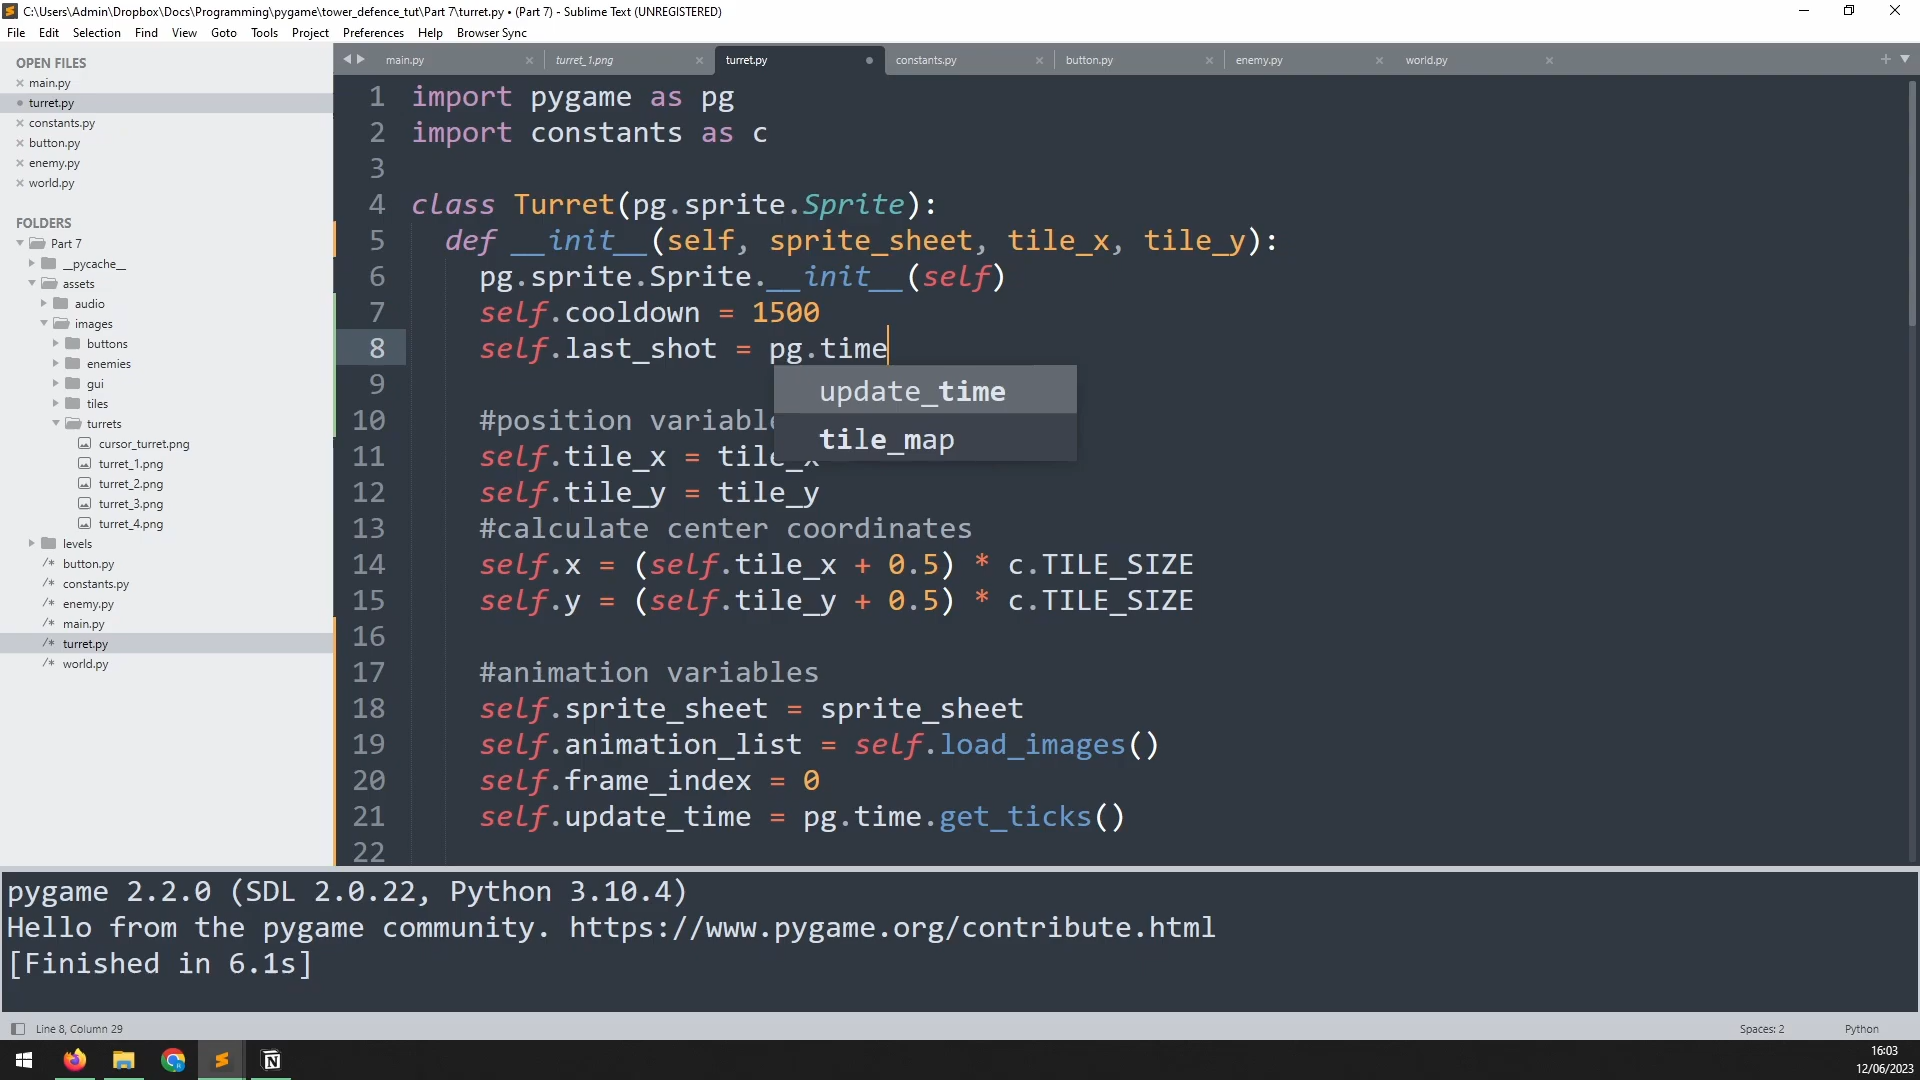 C:\Users\Admin\Dropbox\Docs\Programming\pygame\tower_defence_tut\Part 7\turret.py • (Part 7) - Sublime Text (UNREGISTERED)
File Edit Selection Find View Goto Tools Project Preferences Help Browser Sync
OPEN FILES
main.py
turret.py
constants.py
button.py
enemy.py
world.py
FOLDERS
Part 7
__pycache__
assets
audio
images
buttons
enemies
gui
tiles
turrets
cursor_turret.png
turret_1.png
turret_2.png
turret_3.png
turret_4.png
levels
/* button.py
/* constants.py
/* enemy.py
/* main.py
/* turret.py
/* world.py
main.py turret_1.png turret.py constants.py button.py enemy.py world.py
1 import pygame as pg
2 import constants as c
3
4 class Turret(pg.sprite.Sprite):
5 def __init__(self, sprite_sheet, tile_x, tile_y):
6 pg.sprite.Sprite.__init__(self)
7 self.cooldown = 1500
8 self.last_shot = pg.time
update_time
tile_map
9
10 #position variabl
11 self.tile_x = tile_x
12 self.tile_y = tile_y
13 #calculate center coordinates
14 self.x = (self.tile_x + 0.5) * c.TILE_SIZE
15 self.y = (self.tile_y + 0.5) * c.TILE_SIZE
16
17 #animation variables
18 self.sprite_sheet = sprite_sheet
19 self.animation_list = self.load_images()
20 self.frame_index = 0
21 self.update_time = pg.time.get_ticks()
22
pygame 2.2.0 (SDL 2.0.22, Python 3.10.4)
Hello from the pygame community. https://www.pygame.org/contribute.html
[Finished in 6.1s]
Line 8, Column 29
Spaces: 2 Python
16:03
12/06/2023